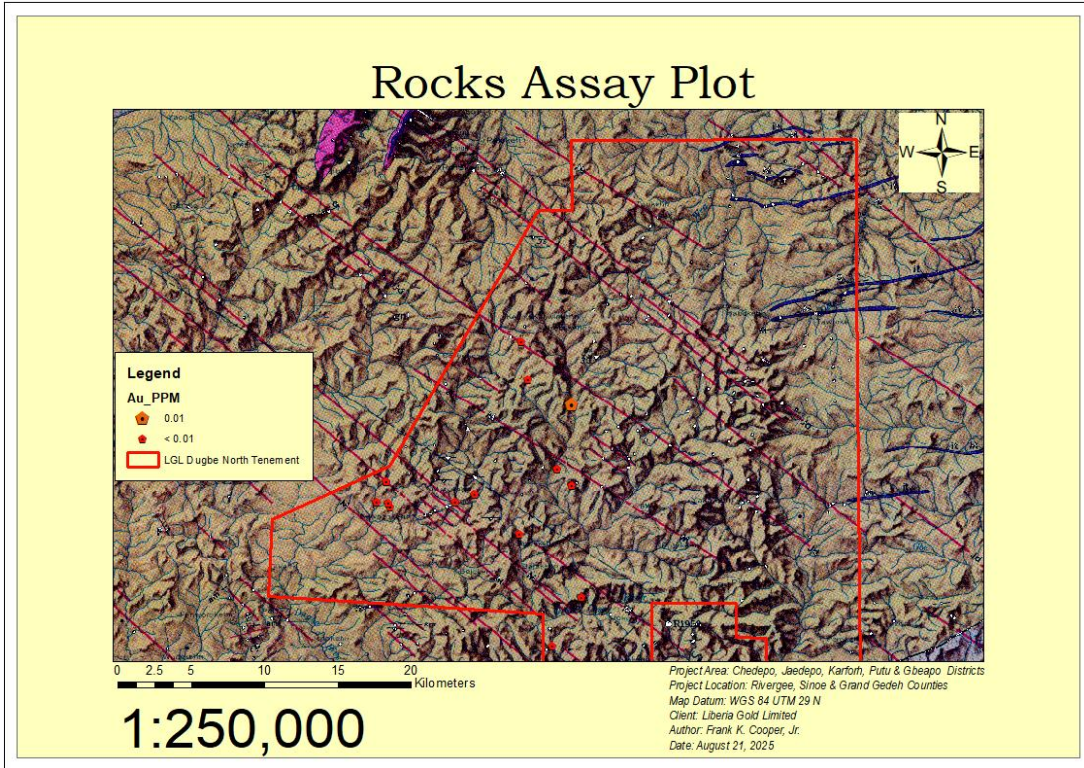 Rocks Assay Plot
N
W E
S
Legend
Au_PPM
0.01
< 0.01
LGL Dugbe North Tenement
gn
0 2.5 5 10 15 20
Kilometers
1:250,000
Project Area: Chedepo, Jaedepo, Karforh, Putu & Gbeapo Districts
Project Location: Rivergee, Sinoe & Grand Gedeh Counties
Map Datum: WGS 84 UTM 29 N
Client: Liberia Gold Limited
Author: Frank K. Cooper, Jr.
Date: August 21, 2025